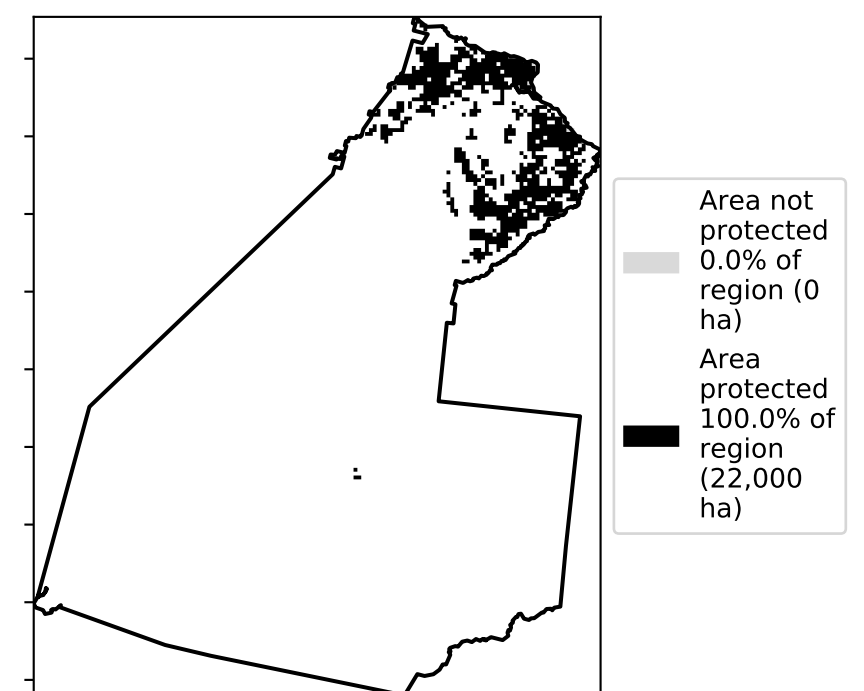 Area not
protected
0.0% of
region (0
ha)
Area
protected
100.0% of
region
(22,000
ha)